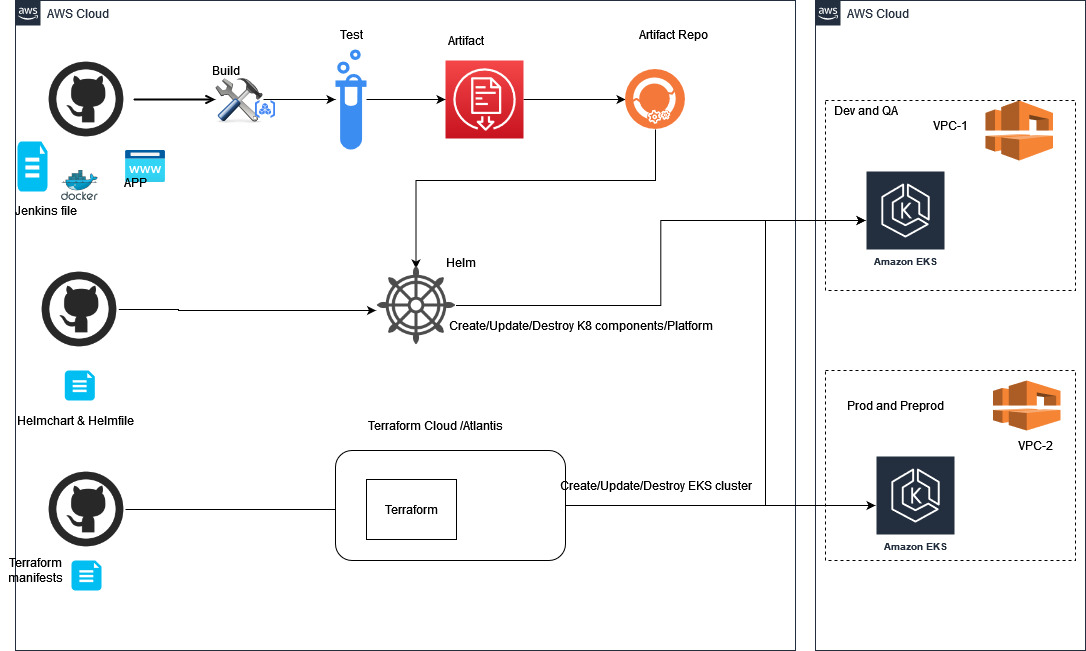 aws AWS Cloud
aws AWS Cloud
Test
Artifact
Artifact Repo
Build
Dev and QA
VPC-1
www
APP
docker
Jenkins file
K
Amazon EKS
Helm
Create/Update/Destroy K8 components/Platform
Helmchart & Helmfile
Prod and Preprod
VPC-2
Terraform Cloud /Atlantis
Create/Update/Destroy EKS cluster
K
Terraform
Amazon EKS
Terraform
manifests